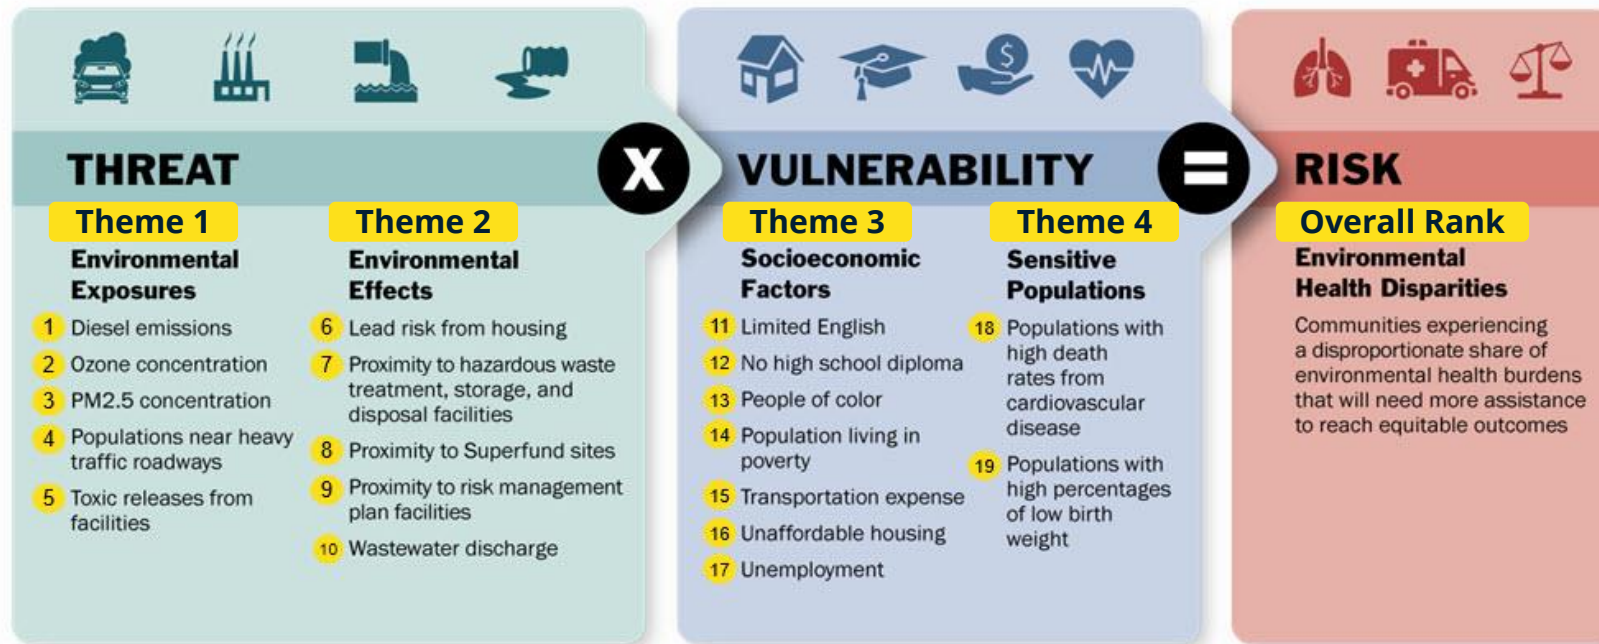 THREAT
X
VULNERABILITY
=
RISK
Theme 1
Environmental
Exposures
1 Diesel emissions
2 Ozone concentration
3 PM2.5 concentration
4 Populations near heavy
traffic roadways
5 Toxic releases from
facilities
Theme 2
Environmental
Effects
6 Lead risk from housing
7 Proximity to hazardous waste
treatment, storage, and
disposal facilities
8 Proximity to Superfund sites
9 Proximity to risk management
plan facilities
10 Wastewater discharge
Theme 3
Socioeconomic
Factors
11 Limited English
12 No high school diploma
13 People of color
14 Population living in
poverty
15 Transportation expense
16 Unaffordable housing
17 Unemployment
Theme 4
Sensitive
Populations
18 Populations with
high death
rates from
cardiovascular
disease
19 Populations with
high percentages
of low birth
weight
Overall Rank
Environmental
Health Disparities
Communities experiencing
a disproportionate share of
environmental health burdens
that will need more assistance
to reach equitable outcomes
$